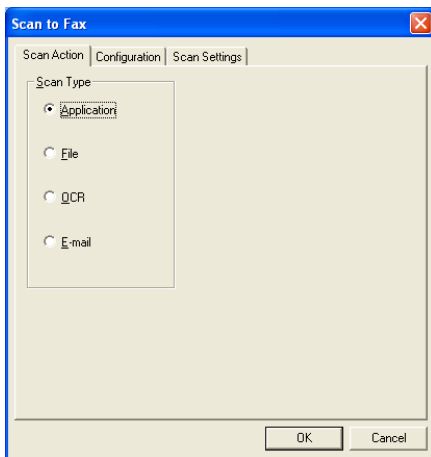 Scan to Fax
Scan Action Configuration Scan Settings
Scan Type
Application
File
OCR
E-mail
OK Cancel